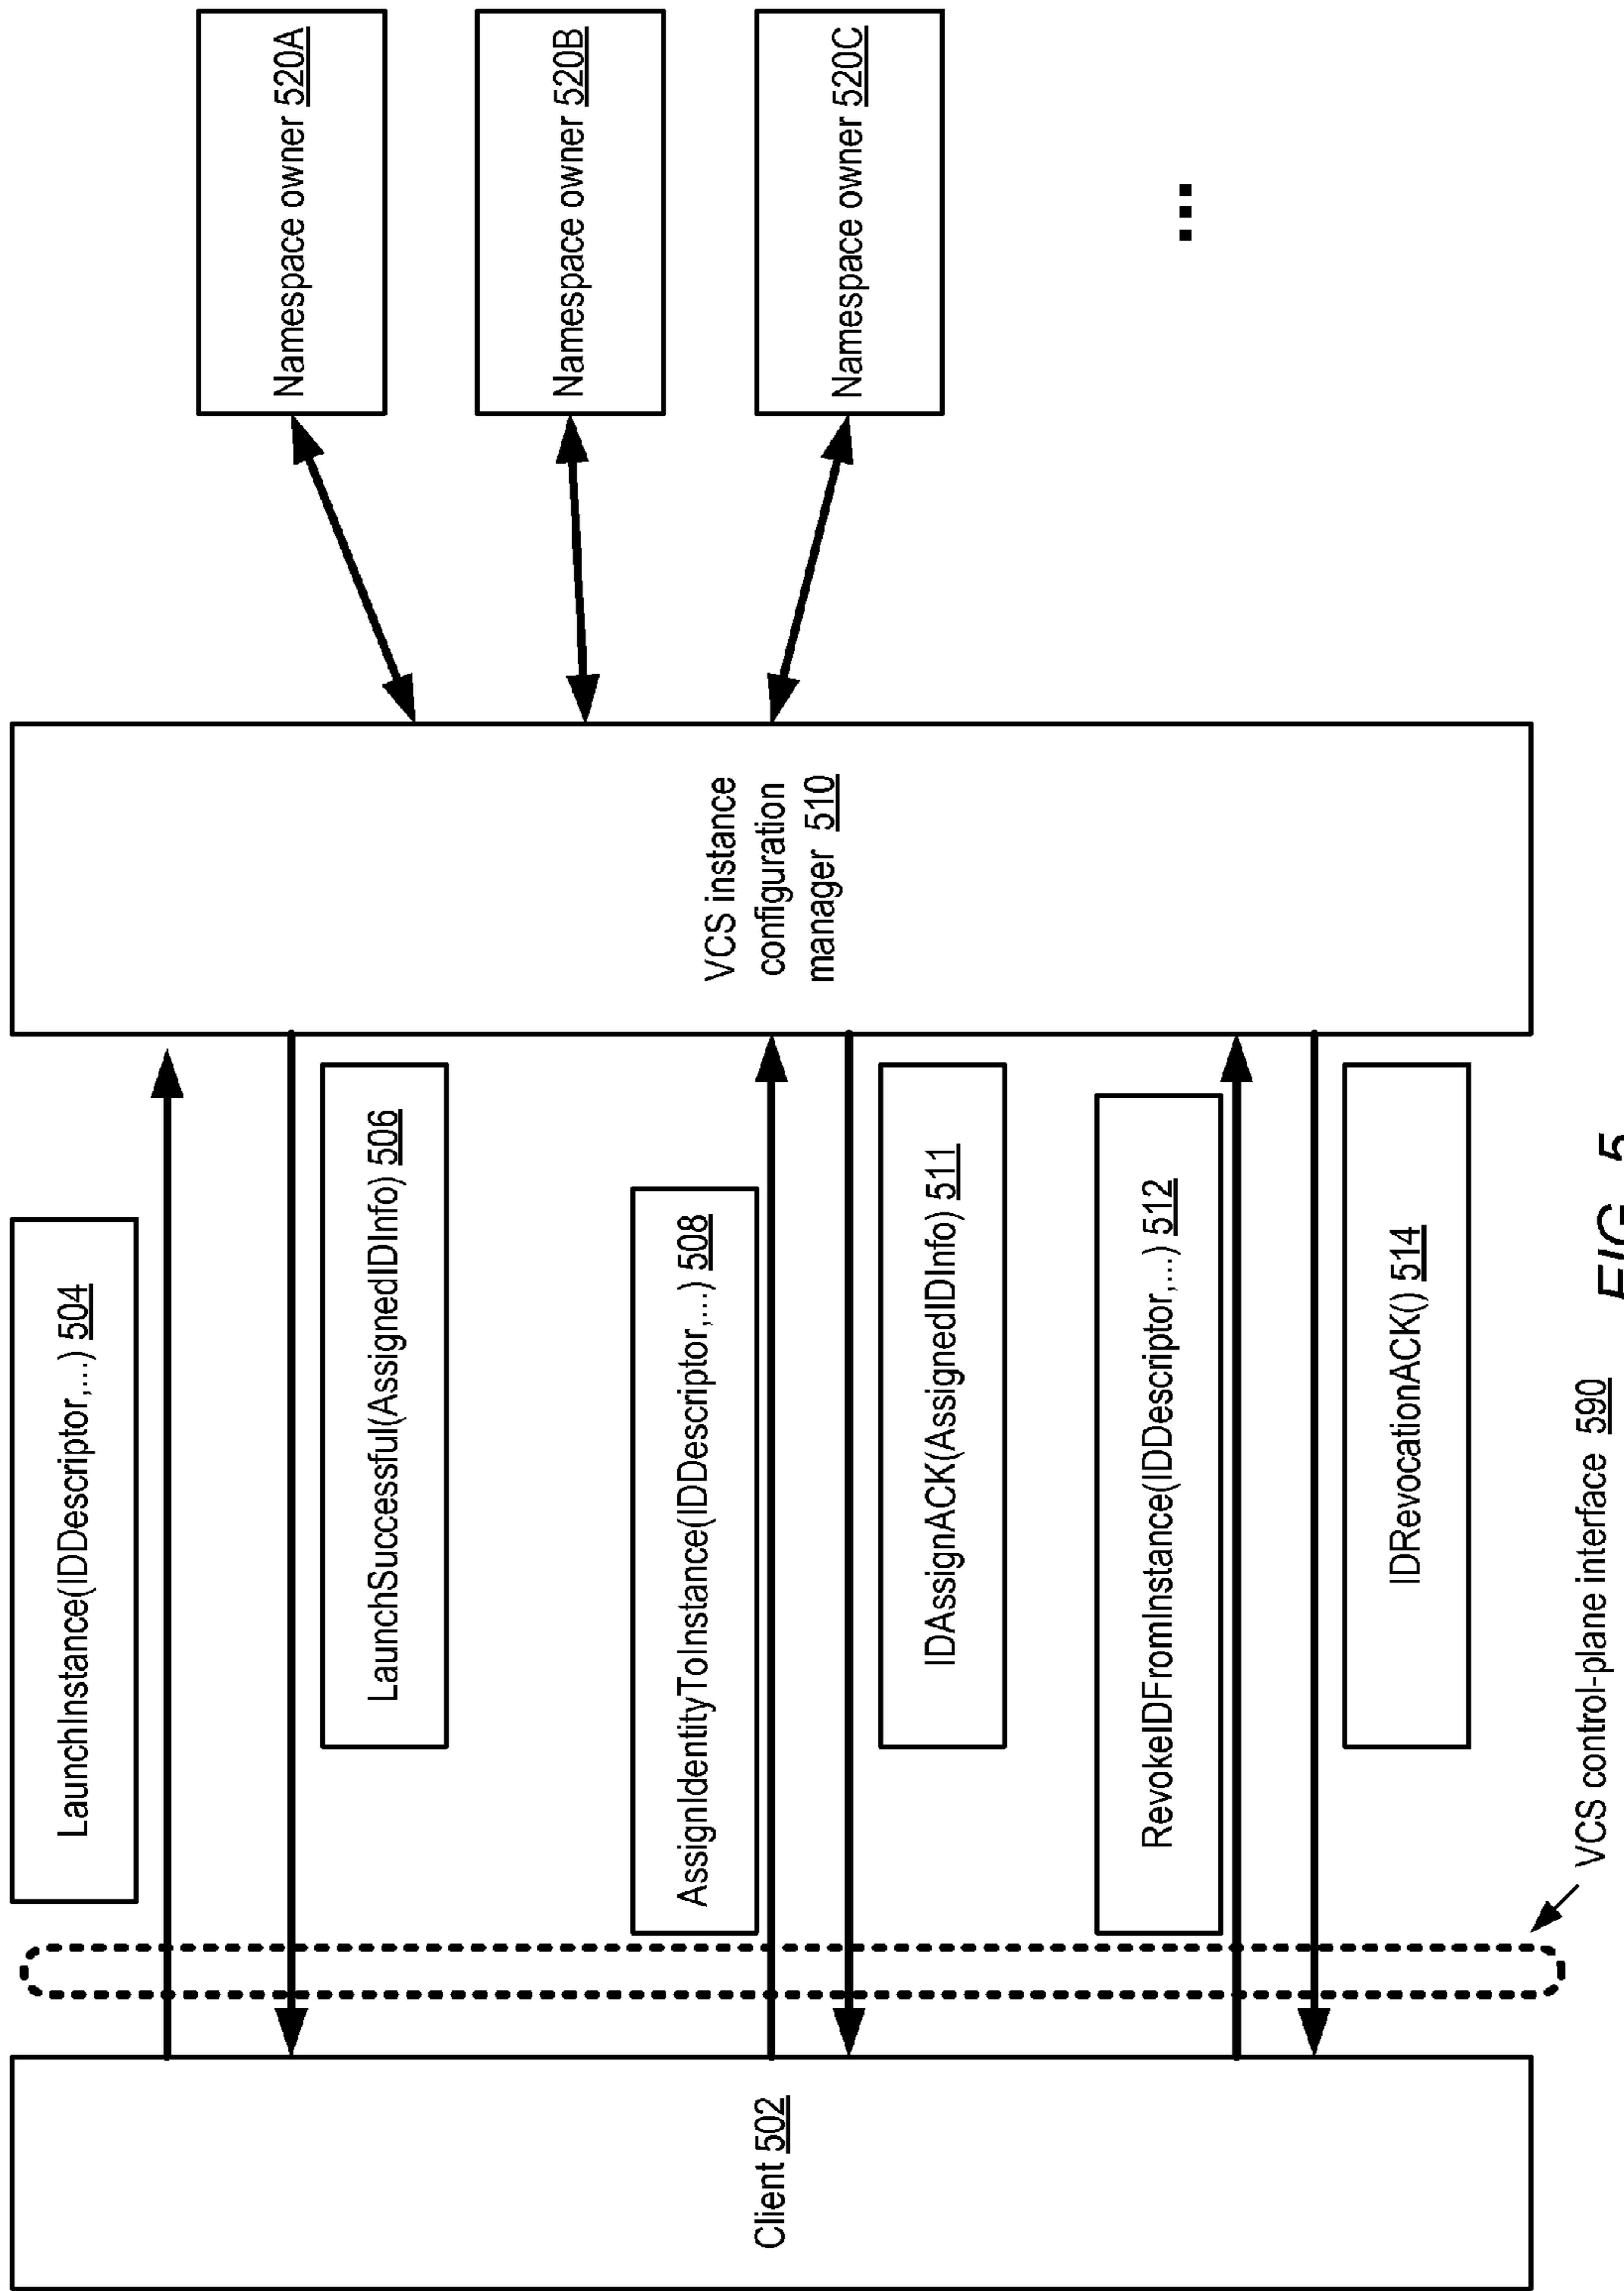 Client 502
LaunchInstance(IDDescriptor,...) 504
LaunchSuccessful(AssignedIDInfo) 506
AssignIdentityToInstance(IDDescriptor,...) 508
IDAssignACK(AssignedIDInfo) 511
RevokeIDFromInstance(IDDescriptor,...) 512
IDRevocationACK() 514
VCS control-plane interface 590
VCS instance
configuration
manager 510
Namespace owner 520A
Namespace owner 520B
Namespace owner 520C
...
FIG. 5